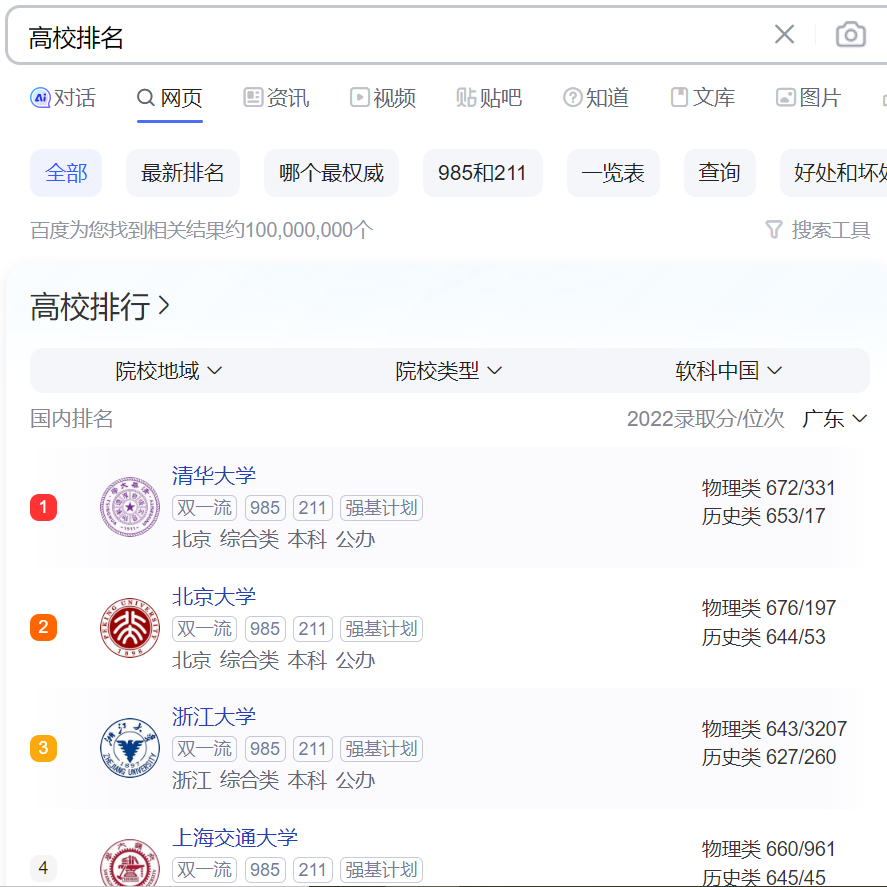 高校排名
对话 网页 资讯 视频 贴吧 知道 文库 图片
全部 最新排名 哪个最权威 985和211 一览表 查询 好处和坏处
百度为您找到相关结果约100,000,000个 搜索工具
高校排行
院校地域 院校类型 软科中国
国内排名 2022录取分/位次 广东
1
清华大学
双一流 985 211 强基计划
北京 综合类 本科 公办
物理类 672/331
历史类 653/17
2
北京大学
PEKING UNIVERSITY
1898
双一流 985 211 强基计划
北京 综合类 本科 公办
物理类 676/197
历史类 644/53
3
浙江大学
ZHEJIANG UNIVERSITY
1897
双一流 985 211 强基计划
浙江 综合类 本科 公办
物理类 643/3207
历史类 627/260
4
上海交通大学
双一流 985 211 强基计划
物理类 660/961
历史类 645/45